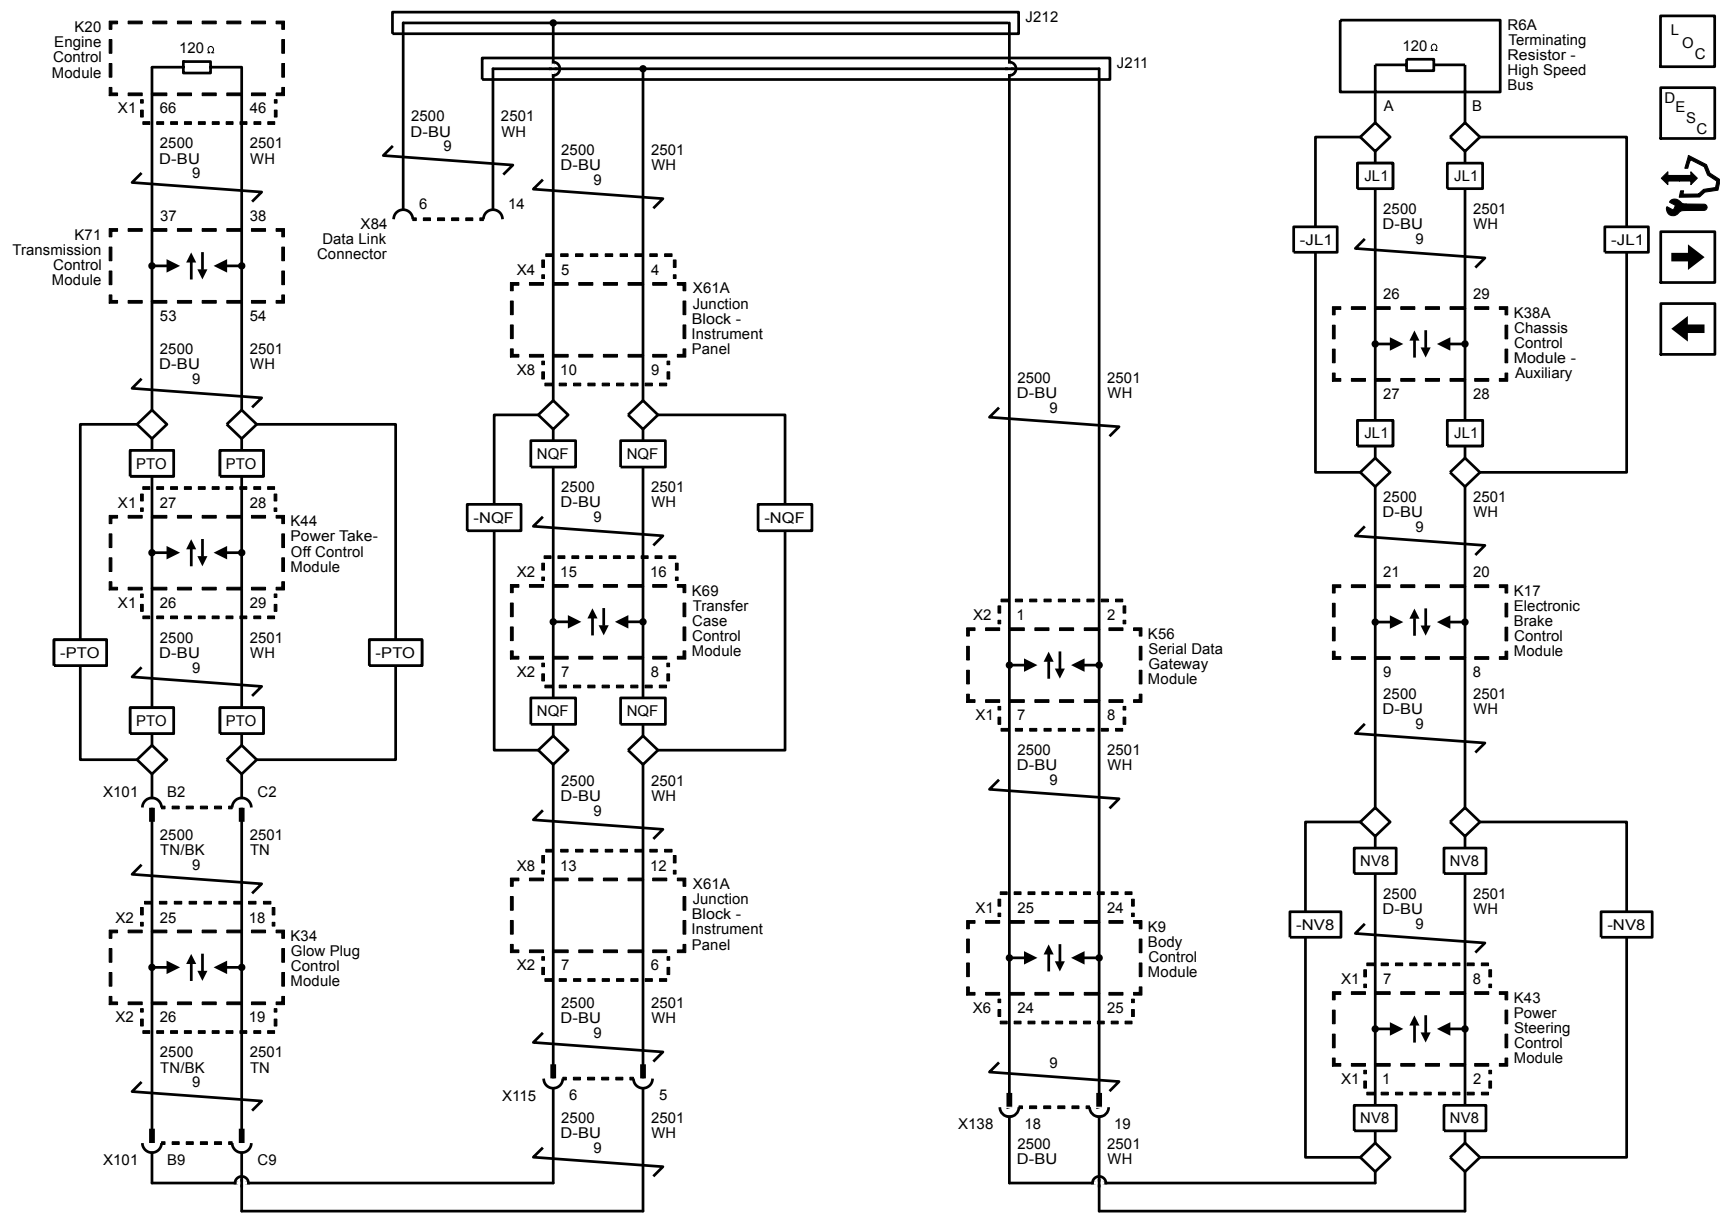 K20
Engine
Control
Module
120 Ω
X1
66
46
2500
D-BU
2501
WH
9
37
38
K71
Transmission
Control
Module
53
54
2500
D-BU
2501
WH
9
PTO
PTO
X1
27
28
K44
Power Take-
Off Control
Module
X1
26
29
-PTO
2500
D-BU
2501
WH
9
-PTO
PTO
PTO
X101
B2
C2
2500
TN/BK
2501
TN
9
X2
25
18
K34
Glow Plug
Control
Module
X2
26
19
2500
TN/BK
2501
TN
9
X101
B9
C9
J212
J211
2500
D-BU
2501
WH
9
6
14
X84
Data Link
Connector
2500
D-BU
2501
WH
9
X4
5
4
X61A
Junction
Block -
Instrument
Panel
X8
10
9
NQF
NQF
2500
D-BU
2501
WH
9
-NQF
-NQF
X2
15
16
K69
Transfer
Case
Control
Module
X2
7
8
NQF
NQF
2500
D-BU
2501
WH
9
X8
13
12
X61A
Junction
Block -
Instrument
Panel
X2
7
6
2500
D-BU
2501
WH
9
X115
6
5
2500
D-BU
2501
WH
9
2500
D-BU
2501
WH
9
X2
1
2
K56
Serial Data
Gateway
Module
X1
7
8
2500
D-BU
2501
WH
9
X1
25
24
K9
Body
Control
Module
X6
24
25
9
X138
18
19
2500
D-BU
2501
WH
R6A
Terminating
Resistor -
High Speed
Bus
120 Ω
A
B
JL1
JL1
2500
D-BU
2501
WH
9
-JL1
-JL1
26
29
K38A
Chassis
Control
Module -
Auxiliary
27
28
JL1
JL1
2500
D-BU
2501
WH
9
21
20
K17
Electronic
Brake
Control
Module
9
8
2500
D-BU
2501
WH
9
NV8
NV8
2500
D-BU
2501
WH
9
-NV8
-NV8
X1
7
8
K43
Power
Steering
Control
Module
X1
1
2
NV8
NV8
LOC
DESC